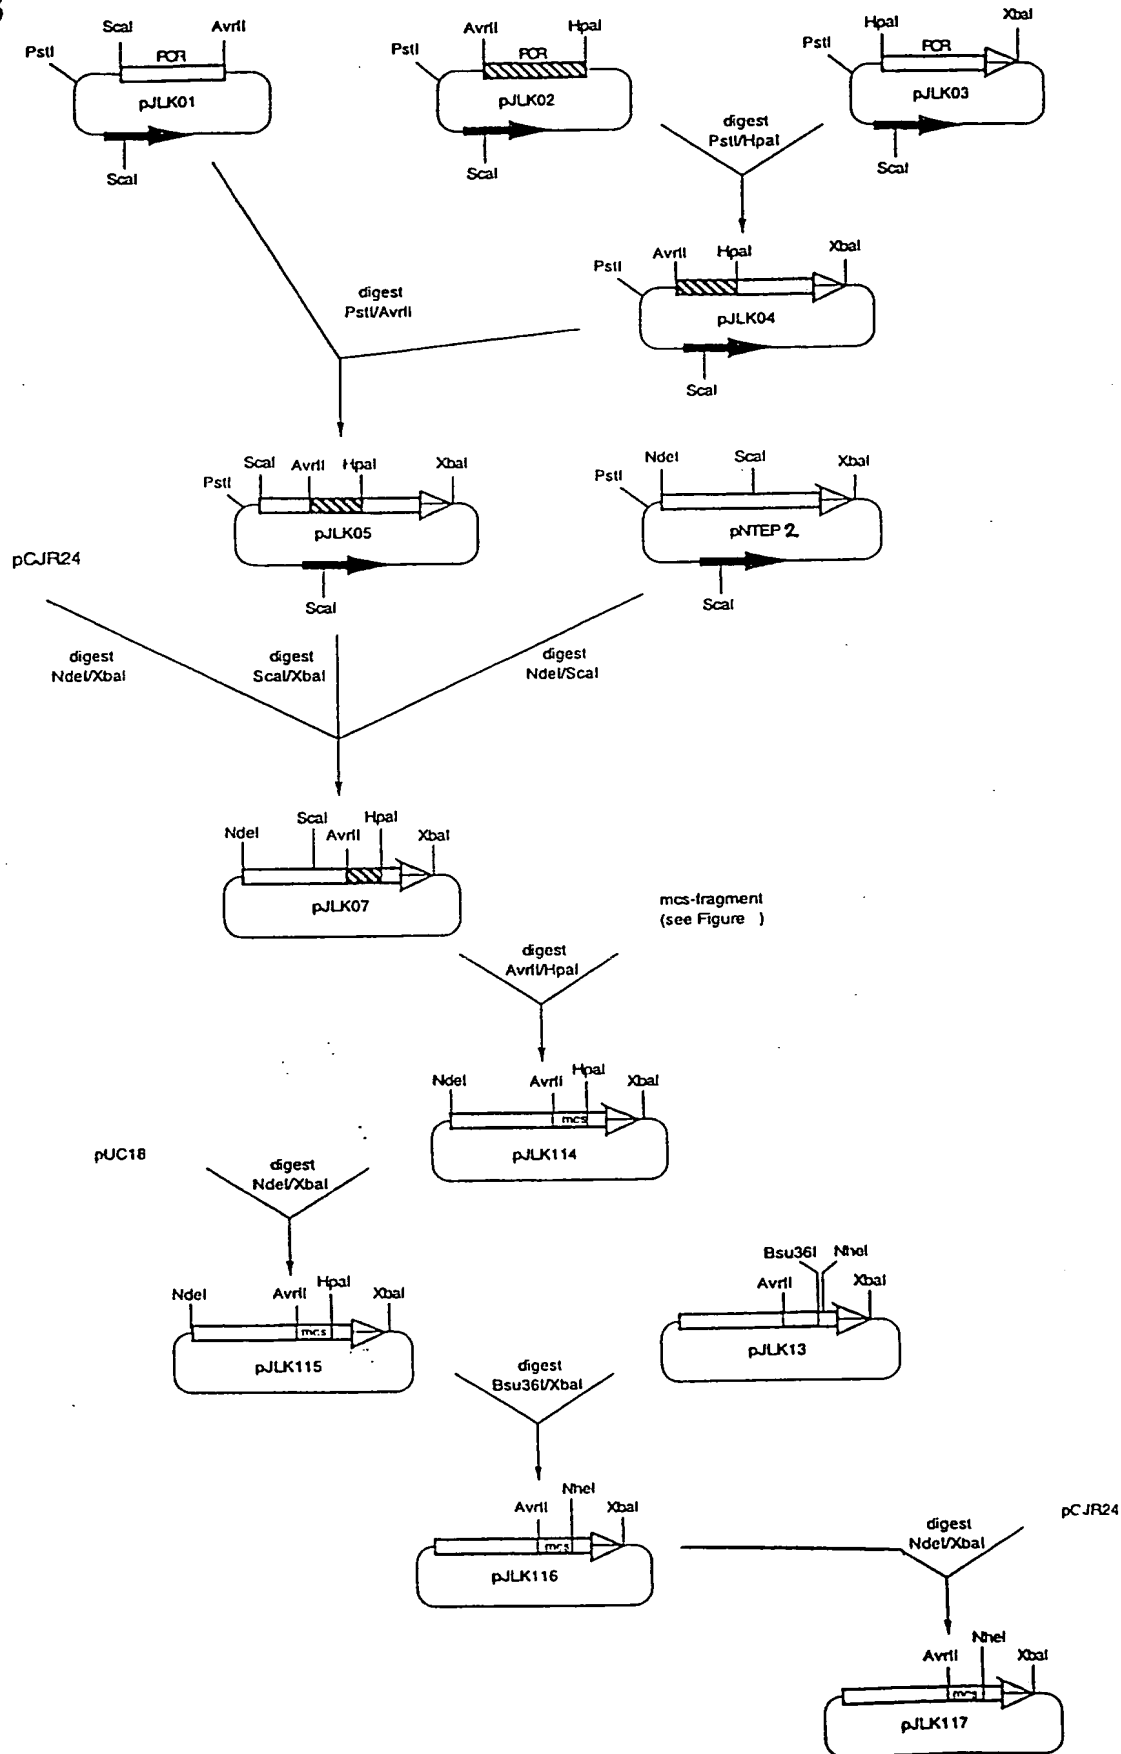 ScaI AvrII
PstI PCR
pJLK01
ScaI
AvrII HpaI
PstI PCR
pJLK02
ScaI
digest
PstI/HpaI
HpaI XbaI
PstI PCR
pJLK03
ScaI
digest
PstI/AvrII
AvrII HpaI XbaI
PstI
pJLK04
ScaI
ScaI AvrII HpaI XbaI
PstI
pJLK05
ScaI
NdeI ScaI XbaI
PstI
pNTEP2
ScaI
pCJR24
digest
NdeI/XbaI
digest
ScaI/XbaI
digest
NdeI/ScaI
NdeI ScaI AvrII HpaI XbaI
pJLK07
mcs-fragment
(see Figure )
digest
AvrII/HpaI
NdeI AvrII HpaI XbaI
mcs
pJLK114
pUC18
digest
NdeI/XbaI
NdeI AvrII HpaI XbaI
mcs
pJLK115
Bsu36I NheI
AvrII XbaI
pJLK13
digest
Bsu36I/XbaI
NheI
AvrII XbaI
mcs
pJLK116
pCJR24
digest
NdeI/XbaI
NheI
AvrII XbaI
mcs
pJLK117